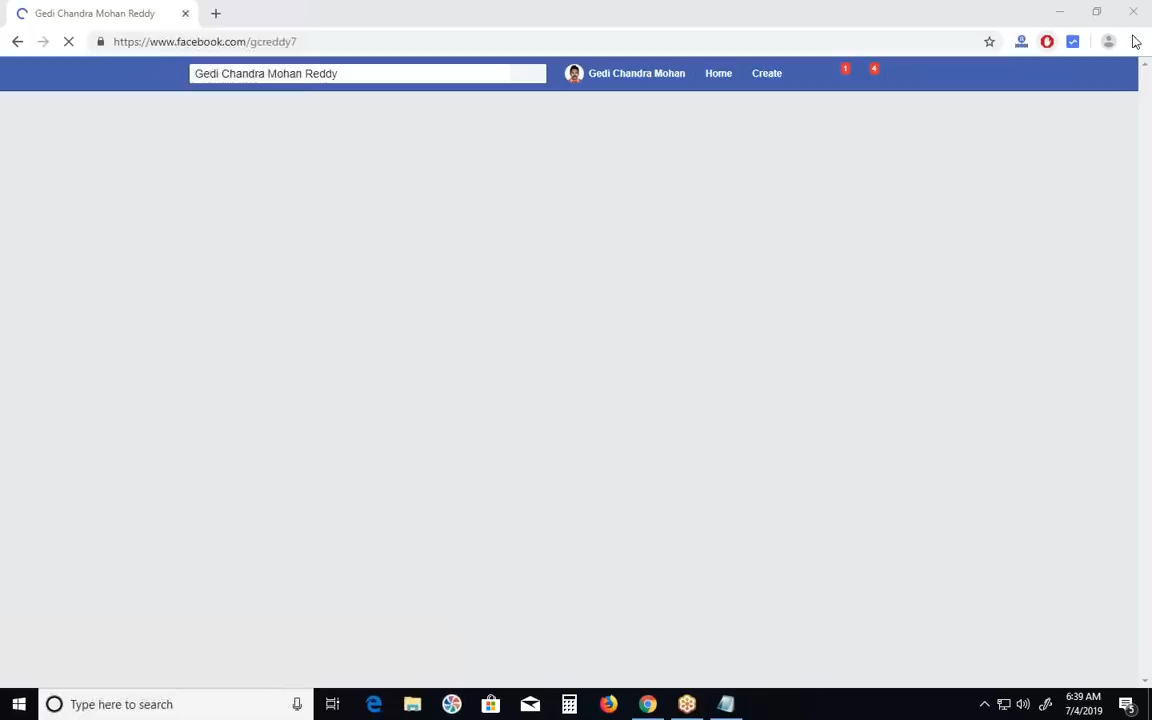 Gedi Chandra Mohan Reddy
https://www.facebook.com/gcreddy7
Gedi Chandra Mohan Reddy
Gedi Chandra Mohan
Home
Create
1
4
Type here to search
6:39 AM
7/4/2019
5